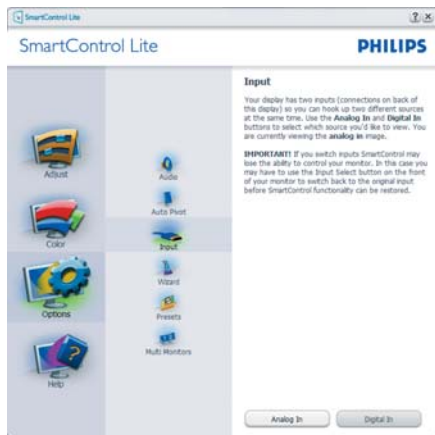 SmartControl Lite
? x
SmartControl Lite
PHILIPS
Adjust
Color
Options
Help
Audio
Auto Pivot
Input
Wizard
Presets
Multi Monitors
Input
Your display has two inputs (connections on back of
this display) so you can hook up two different sources
at the same time. Use the Analog In and Digital In
buttons to select which source you'd like to view. You
are currently viewing the analog in image.
IMPORTANT! If you switch inputs SmartControl may
lose the ability to control your monitor. In this case you
may have to use the Input Select button on the front
of your monitor to switch back to the original input
before SmartControl functionality can be restored.
Analog In
Digital In